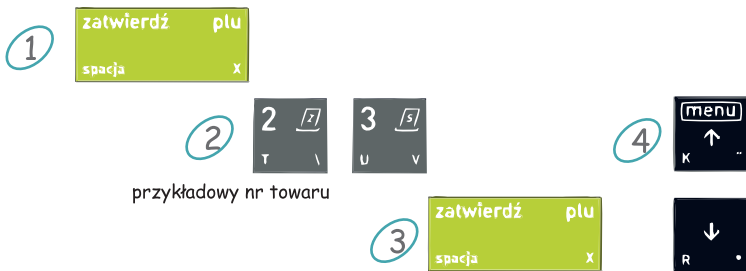 1
zatwierdź plu
spacja X
2
2 Z
T \
3 S
U V
przykładowy nr towaru
3
zatwierdź plu
spacja X
4
menu
↑
K ¨
↓
R •